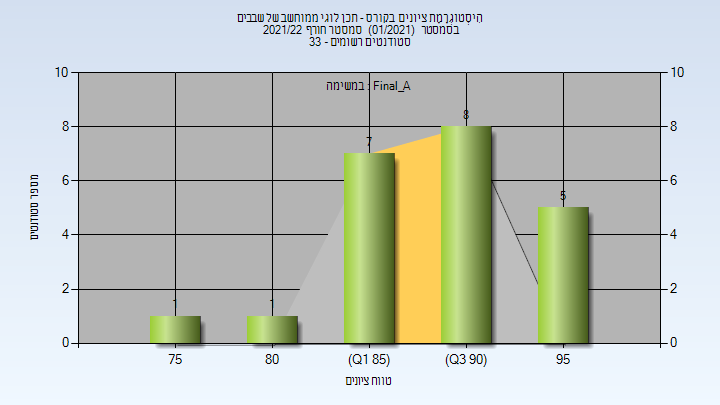 היסטוגרמת ציונים בקורס - תכן לוגי ממוחשב של שבבים
בסמסטר (01/2021) סמסטר חורף 2021/22
סטודנטים רשומים - 33
במשימה : Final_A
מספר סטודנטים
10 10
8 8
6 6
4 4
2 2
0 0
1 1 7 8 5
75 80 (Q1 85) (Q3 90) 95
טווח ציונים